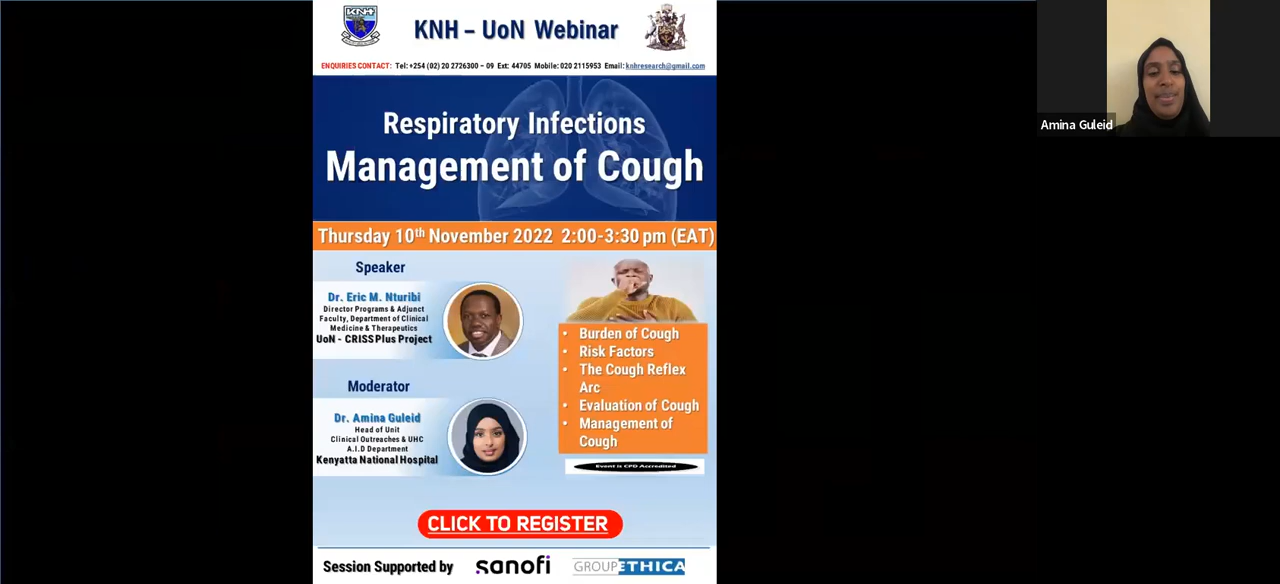 KNH
KNH – UoN Webinar
ENQUIRIES CONTACT: Tel: +254 (02) 20 2726300 – 09 Ext: 44705 Mobile: 020 2115953 Email: knhresearch@gmail.com
Respiratory Infections
Management of Cough
Thursday 10th November 2022 2:00-3:30 pm (EAT)
Speaker
Dr. Eric M. Nturibi
Director Programs & Adjunct
Faculty, Department of Clinical
Medicine & Therapeutics
UoN - CRISSPlus Project
Moderator
Dr. Amina Guleid
Head of Unit
Clinical Outreaches & UHC
A.I.D Department
Kenyatta National Hospital
• Burden of Cough
• Risk Factors
• The Cough Reflex
Arc
• Evaluation of Cough
• Management of
Cough
Event is CPD Accredited
CLICK TO REGISTER
Session Supported by sanofi GROUPETHICA
Amina Guleid